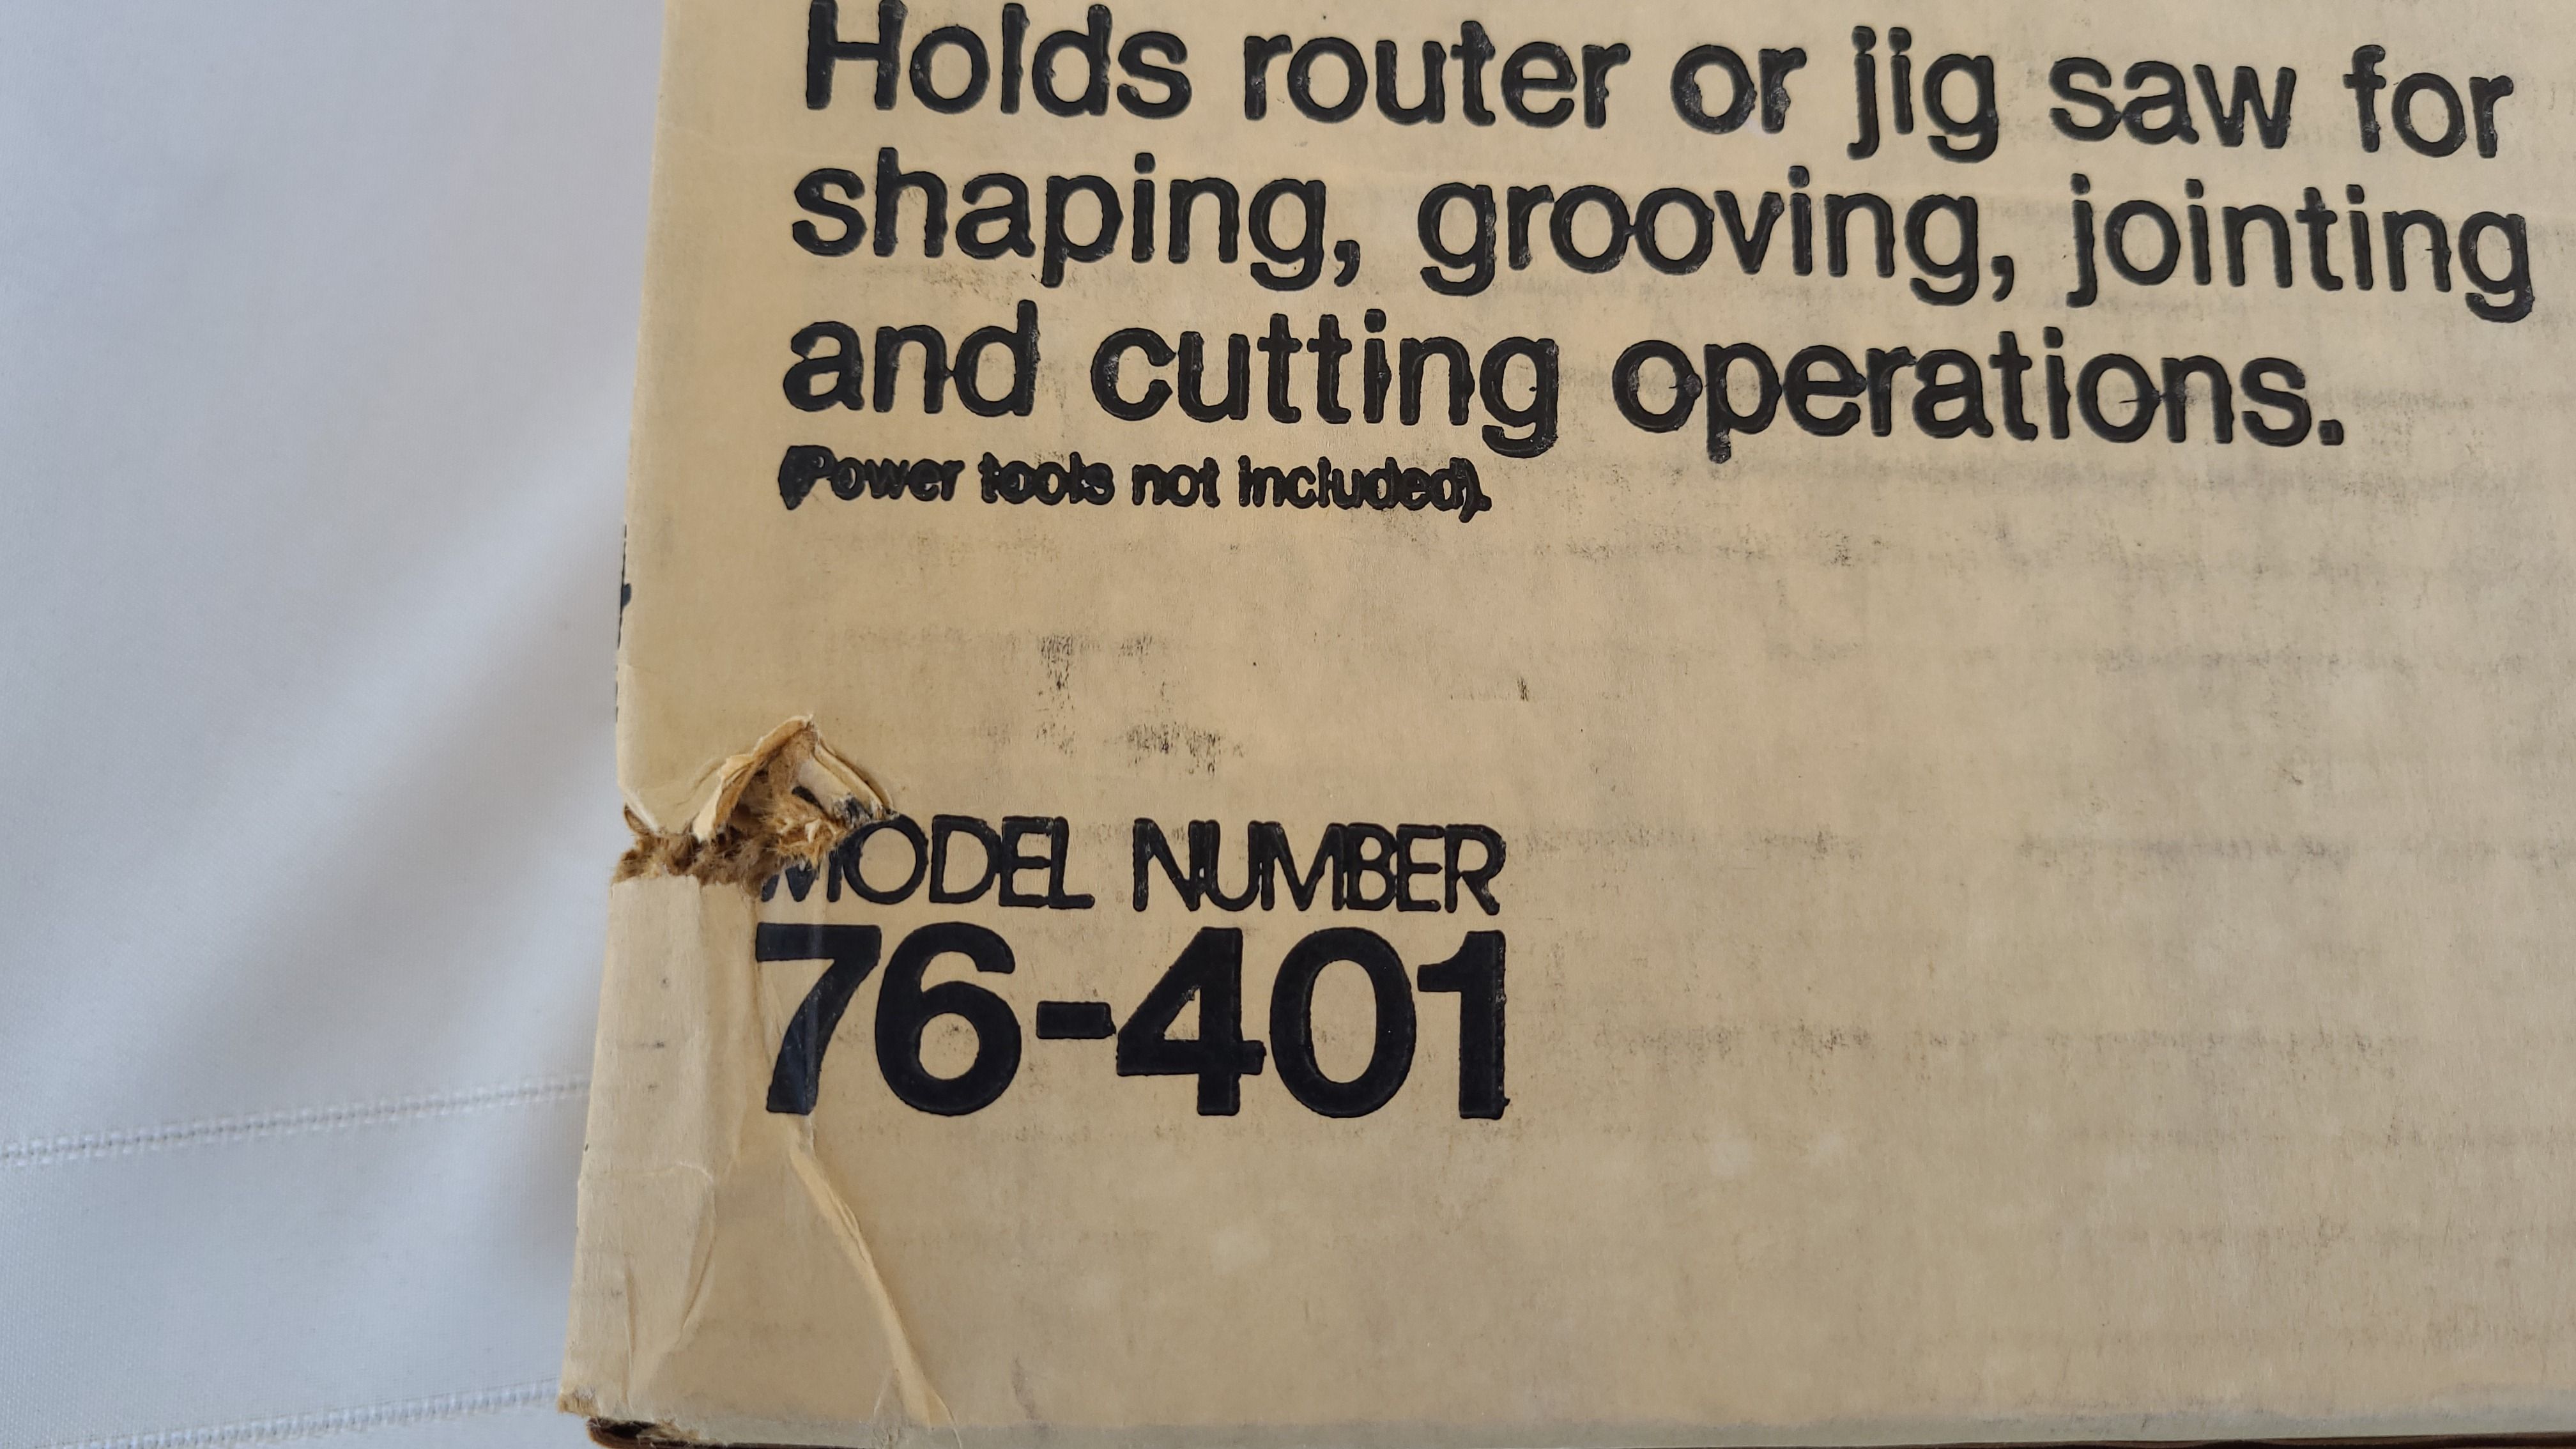 Holds router or jig saw for
shaping, grooving, jointing
and cutting operations.
(Power tools not included).
MODEL NUMBER
76-401